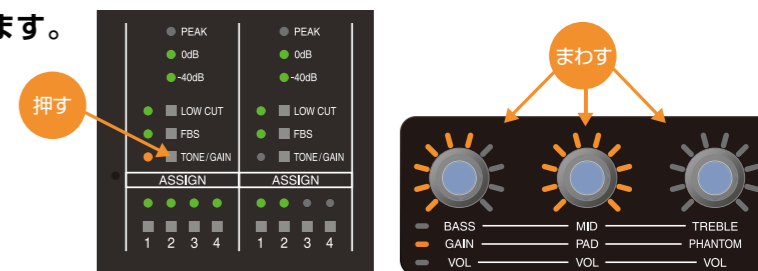 ます。
PEAK PEAK
0dB 0dB
-40dB -40dB
まわす
押す
LOW CUT LOW CUT
FBS FBS
TONE/GAIN TONE/GAIN
ASSIGN ASSIGN
1 2 3 4 1 2 3 4
BASS MID TREBLE
GAIN PAD PHANTOM
VOL VOL VOL